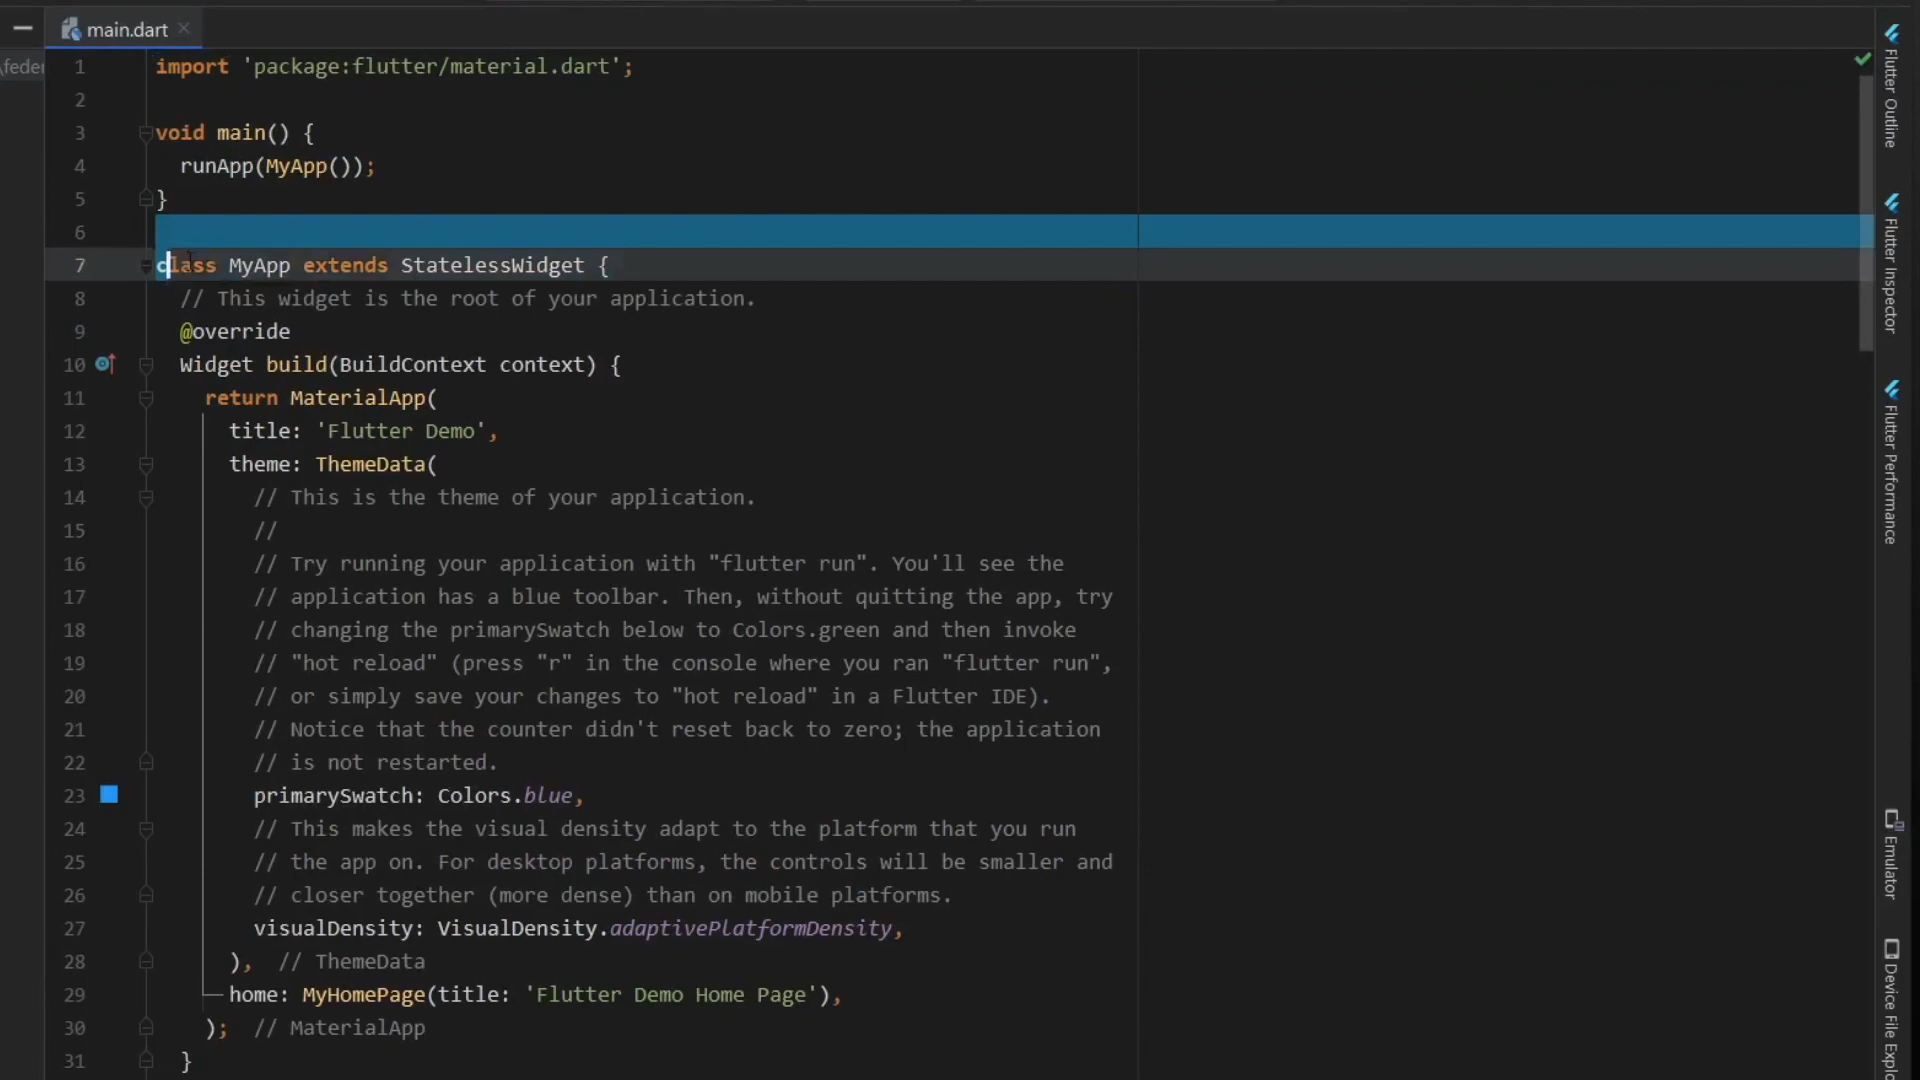 main.dart
\feder
1 import 'package:flutter/material.dart';
2
3 void main() {
4 runApp(MyApp());
5 }
6
7 class MyApp extends StatelessWidget {
8 // This widget is the root of your application.
9 @override
10 Widget build(BuildContext context) {
11 return MaterialApp(
12 title: 'Flutter Demo',
13 theme: ThemeData(
14 // This is the theme of your application.
15 //
16 // Try running your application with "flutter run". You'll see the
17 // application has a blue toolbar. Then, without quitting the app, try
18 // changing the primarySwatch below to Colors.green and then invoke
19 // "hot reload" (press "r" in the console where you ran "flutter run",
20 // or simply save your changes to "hot reload" in a Flutter IDE).
21 // Notice that the counter didn't reset back to zero; the application
22 // is not restarted.
23 primarySwatch: Colors.blue,
24 // This makes the visual density adapt to the platform that you run
25 // the app on. For desktop platforms, the controls will be smaller and
26 // closer together (more dense) than on mobile platforms.
27 visualDensity: VisualDensity.adaptivePlatformDensity,
28 ), // ThemeData
29 home: MyHomePage(title: 'Flutter Demo Home Page'),
30 ); // MaterialApp
31 }
Flutter Outline
Flutter Inspector
Flutter Performance
Emulator
Device File Explo